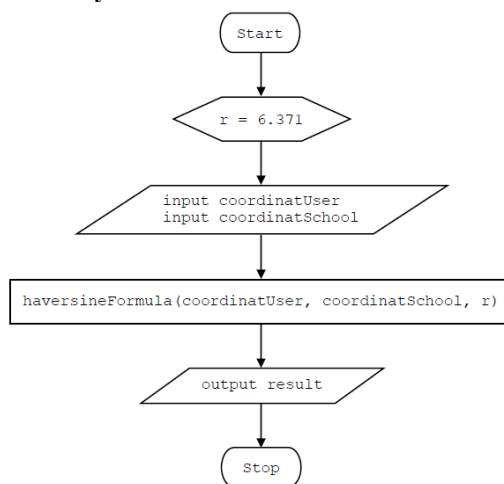 Start
r = 6.371
input coordinatUser
input coordinatSchool
haversineFormula(coordinatUser, coordinatSchool, r)
output result
Stop